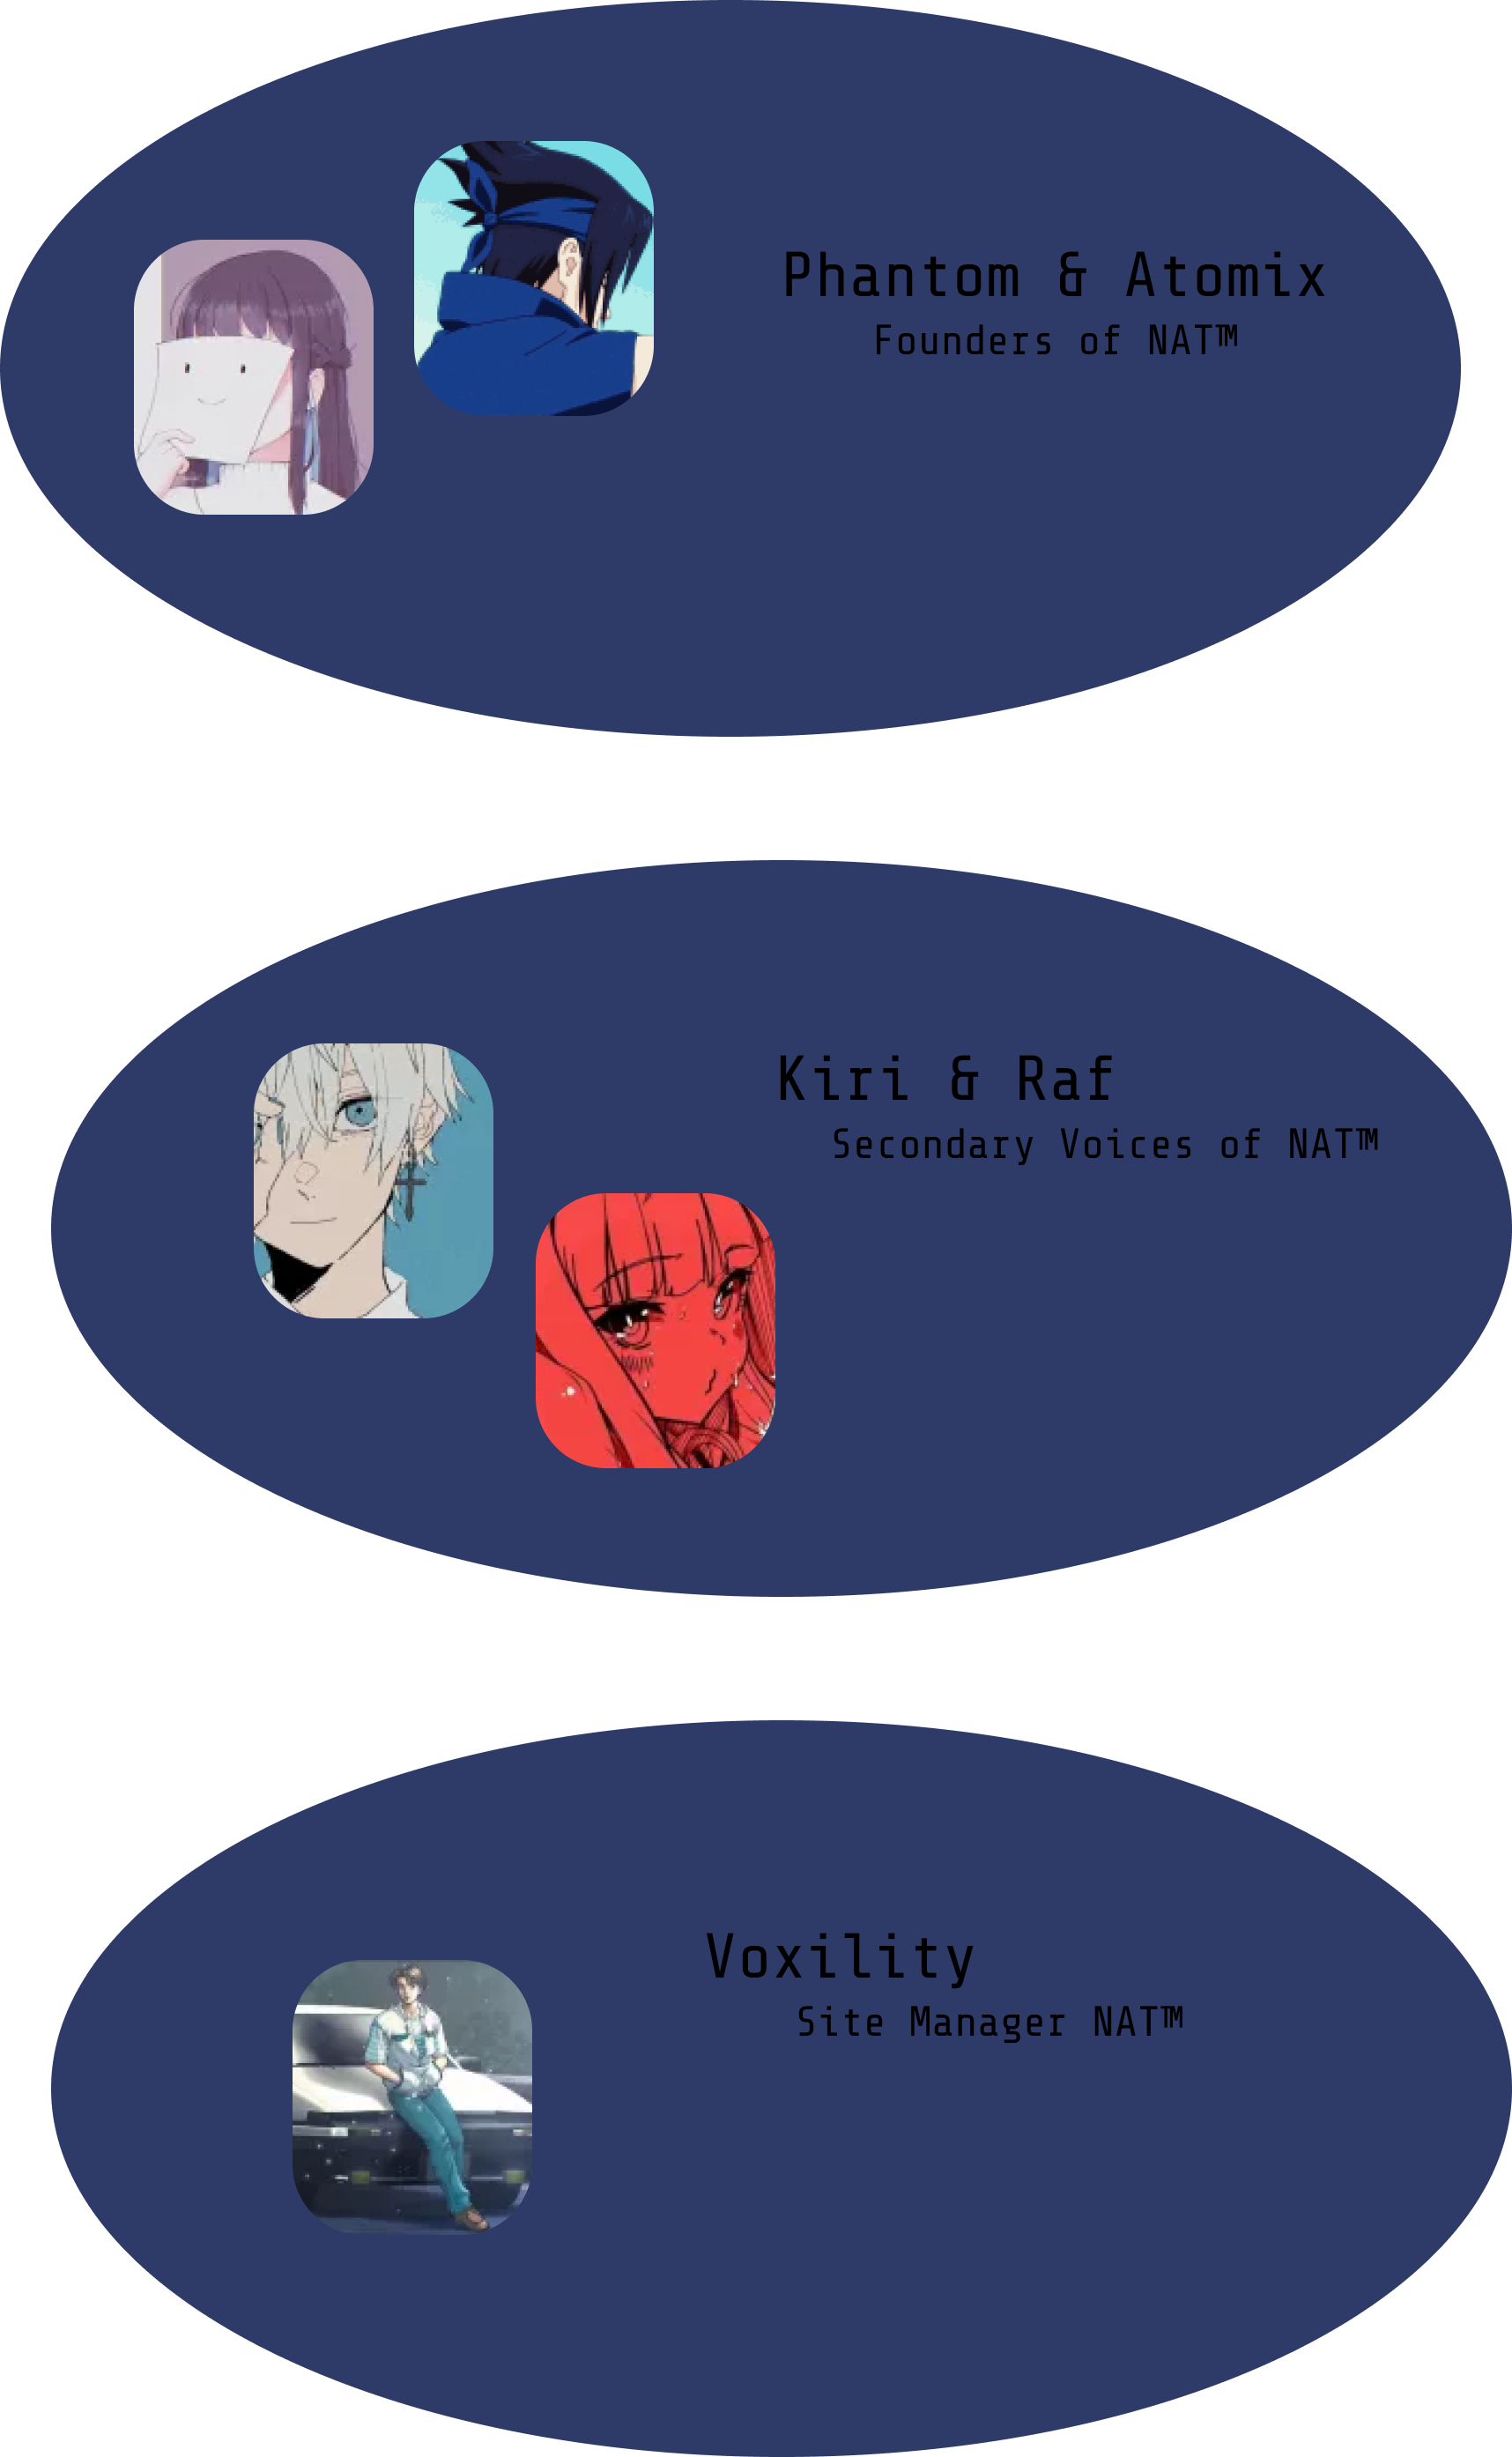 Phantom & Atomix
Founders of NAT™
Kiri & Raf
Secondary Voices of NAT™
Voxility
Site Manager NAT™